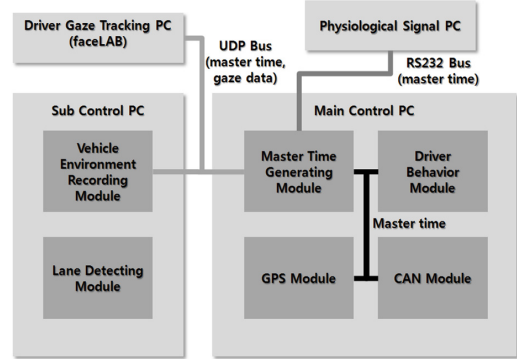 Driver Gaze Tracking PC
(faceLAB)
Physiological Signal PC
UDP Bus
(master time,
gaze data)
RS232 Bus
(master time)
Sub Control PC
Main Control PC
Vehicle
Environment
Recording
Module
Master Time
Generating
Module
Driver
Behavior
Module
Master time
Lane Detecting
Module
GPS Module
CAN Module